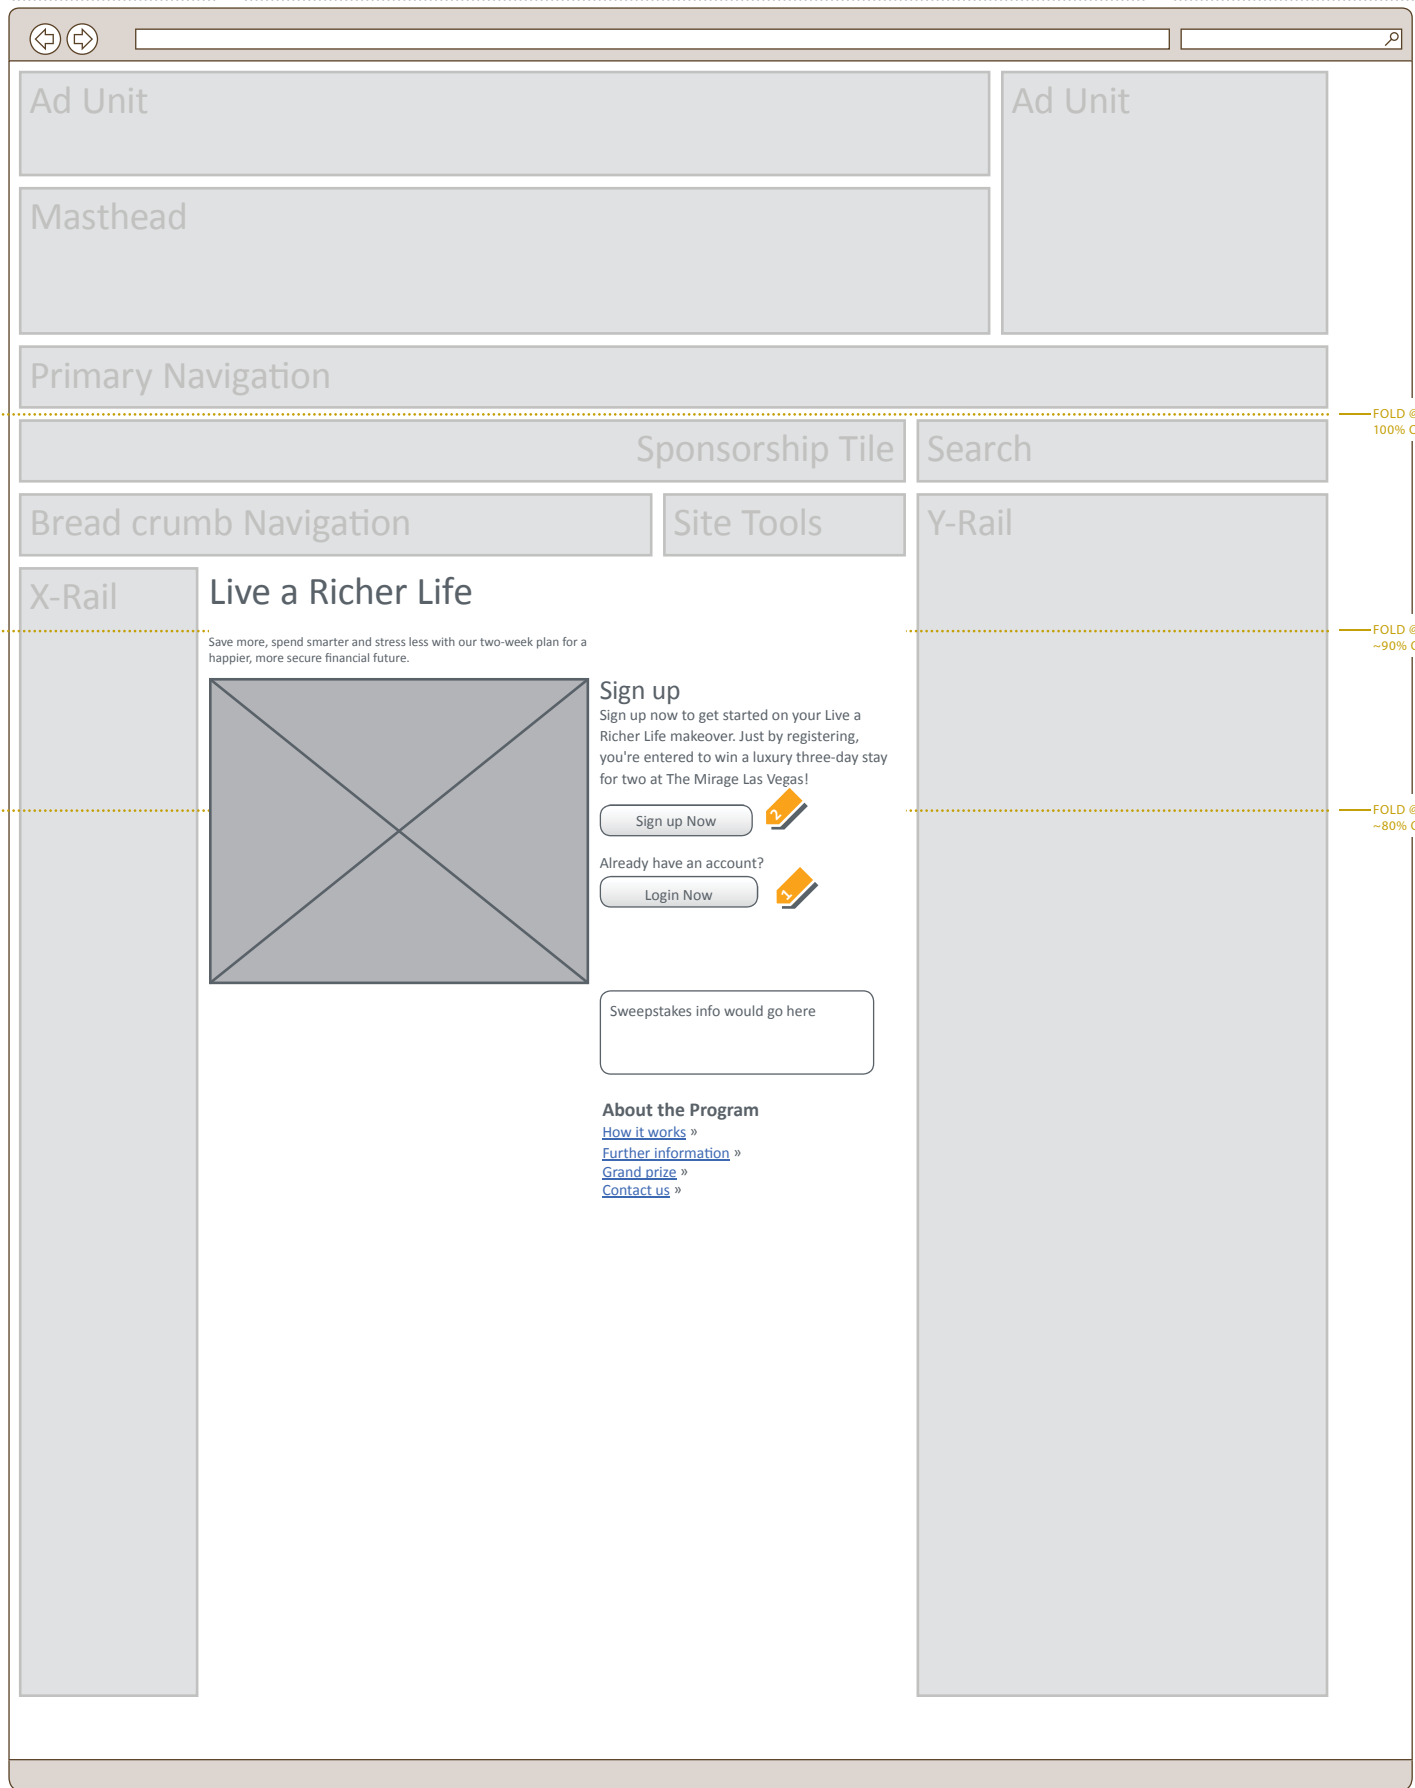 Ad Unit
Ad Unit
Masthead
Primary Navigation
FOLD @
100% 
Sponsorship Tile
Search
Bread crumb Navigation
Site Tools
Y-Rail
X-Rail
Live a Richer Life
FOLD @
~90% 
Save more, spend smarter and stress less with our two-week plan for a
happier, more secure financial future.
Sign up
Sign up now to get started on your Live a
Richer Life makeover. Just by registering,
you're entered to win a luxury three-day stay
for two at The Mirage Las Vegas!
2
FOLD @
~80% 
Sign up Now
Already have an account?
1
Login Now
Sweepstakes info would go here
About the Program
How it works »
Further information »
Grand prize »
Contact us »